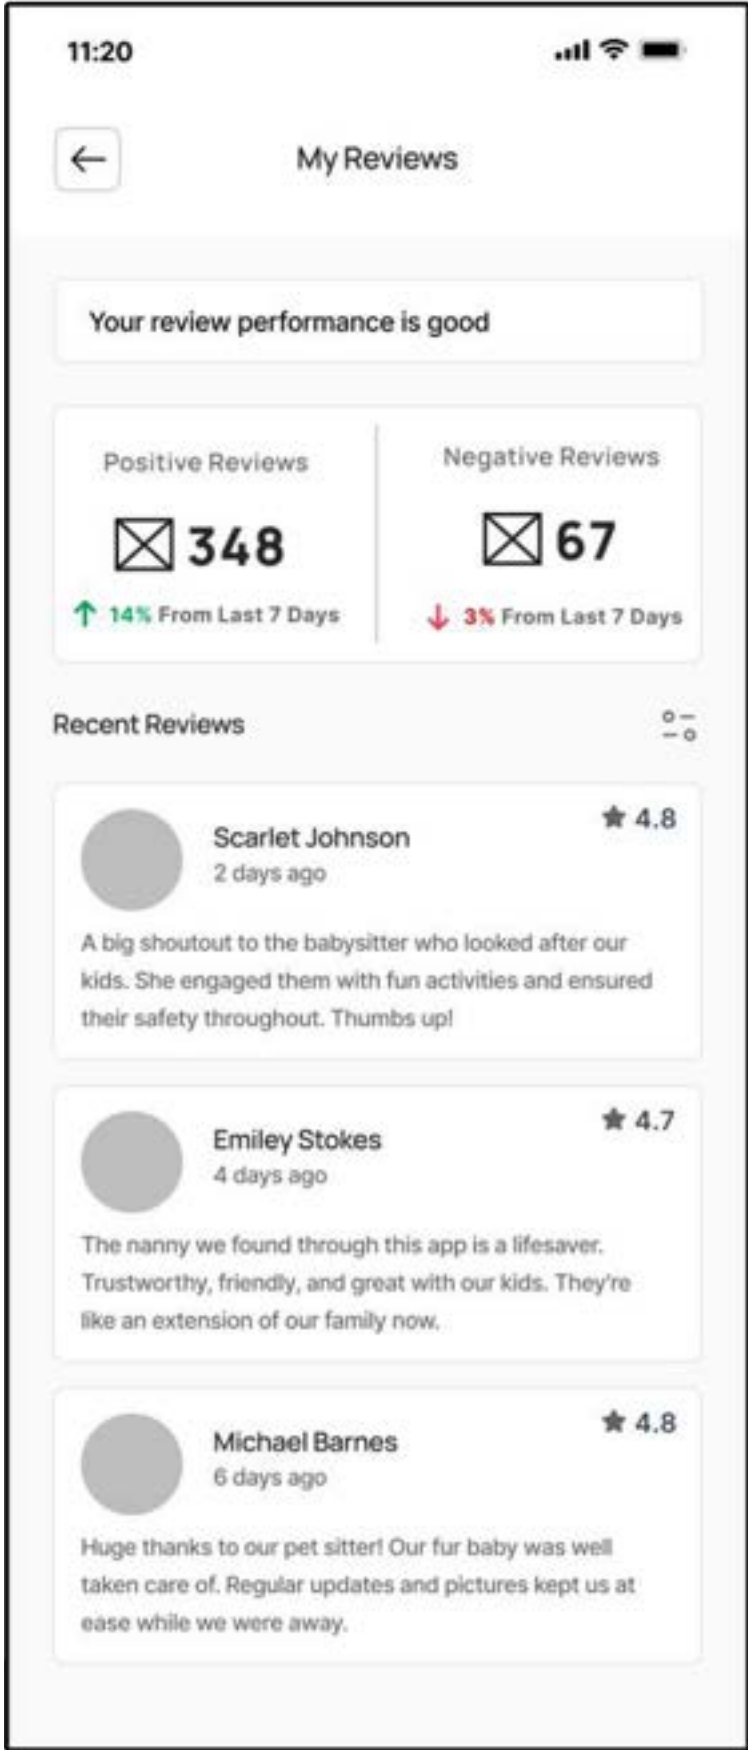 11:20
My Reviews
Your review performance is good
Positive Reviews
348
14% From Last 7 Days
Negative Reviews
67
3% From Last 7 Days
Recent Reviews
Scarlet Johnson
4.8
2 days ago
A big shoutout to the babysitter who looked after our
kids. She engaged them with fun activities and ensured
their safety throughout. Thumbs up!
Emiley Stokes
4.7
4 days ago
The nanny we found through this app is a lifesaver.
Trustworthy, friendly, and great with our kids. They're
like an extension of our family now.
Michael Barnes
4.8
6 days ago
Huge thanks to our pet sitter! Our fur baby was well
taken care of. Regular updates and pictures kept us at
ease while we were away.